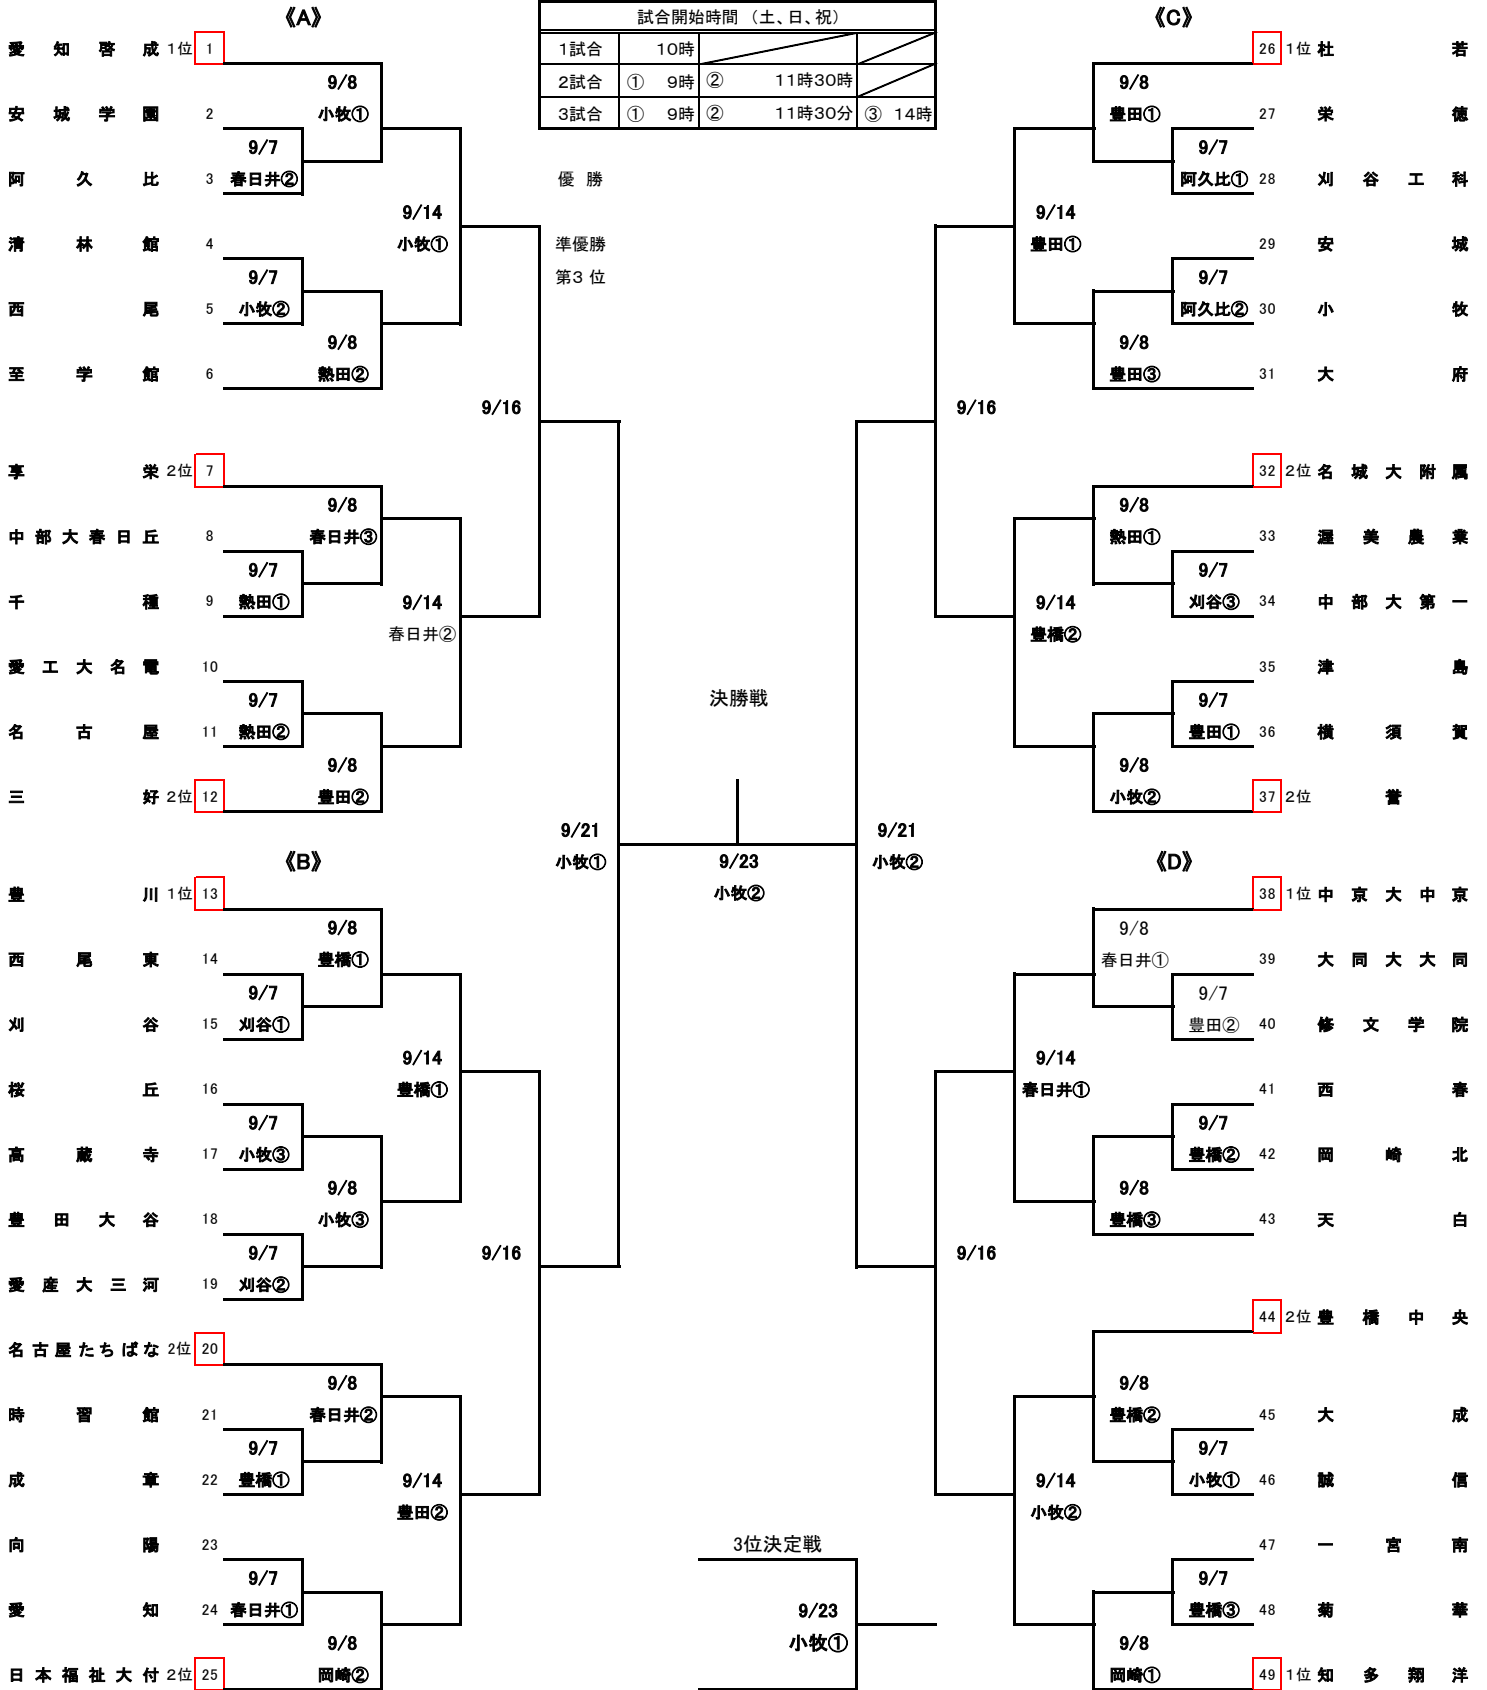 《A》
試合開始時間 （土、日、祝）
1試合 10時
2試合 ① 9時 ② 11時30時
3試合 ① 9時 ② 11時30分 ③ 14時
優 勝
準優勝
第3 位
愛知啓成 1位 1
9/8
小牧①
安城学園 2
9/7
春日井②
阿久比 3
9/14
小牧①
清林館 4
9/7
小牧②
西尾 5
9/8
熱田②
至学館 6
9/16
享栄 2位 7
9/8
春日井③
中部大春日丘 8
9/7
熱田①
千種 9
9/14
春日井②
愛工大名電 10
9/7
熱田②
名古屋 11
9/8
豊田②
三好 2位 12
9/21
小牧①
《B》
豊川 1位 13
9/8
豊橋①
西尾東 14
9/7
刈谷①
刈谷 15
9/14
豊橋①
桜丘 16
9/7
小牧③
高蔵寺 17
9/8
小牧③
豊田大谷 18
9/7
刈谷②
愛産大三河 19
9/16
名古屋たちばな 2位 20
9/8
春日井②
時習館 21
9/7
豊橋①
成章 22
9/14
豊田②
向陽 23
9/7
春日井①
愛知 24
9/8
岡崎②
日本福祉大付 2位 25
決勝戦
9/23
小牧②
3位決定戦
9/23
小牧①
《C》
26 1位 杜若
9/8
豊田①
27 栄徳
9/7
阿久比①
28 刈谷工科
9/14
豊田①
29 安城
9/7
阿久比②
30 小牧
9/8
豊田③
31 大府
9/16
32 2位 名城大附属
9/8
熱田①
33 渥美農業
9/7
刈谷③
34 中部大第一
9/14
豊橋②
35 津島
9/7
豊田①
36 横須賀
9/8
小牧②
37 2位 誉
9/21
小牧②
《D》
38 1位 中京大中京
9/8
春日井①
39 大同大大同
9/7
豊田②
40 修文学院
9/14
春日井①
41 西春
9/7
豊橋②
42 岡崎北
9/8
豊橋③
43 天白
9/16
44 2位 豊橋中央
9/8
豊橋②
45 大成
9/7
小牧①
46 誠信
9/14
小牧②
47 一宮南
9/7
豊橋③
48 菊華
9/8
岡崎①
49 1位 知多翔洋